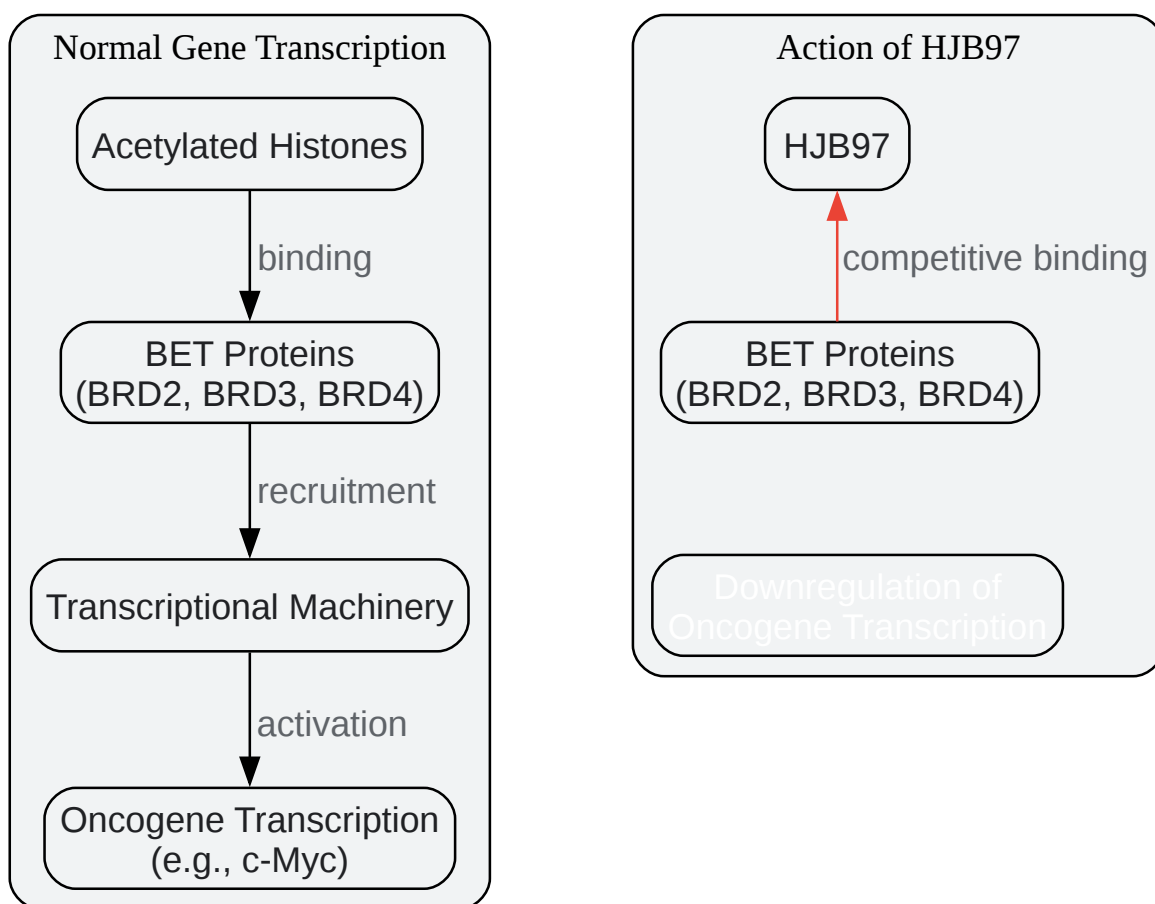 Normal Gene Transcription
Acetylated Histones
binding
BET Proteins
(BRD2, BRD3, BRD4)
recruitment
Transcriptional Machinery
activation
Oncogene Transcription
(e.g., c-Myc)
Action of HJB97
HJB97
competitive binding
BET Proteins
(BRD2, BRD3, BRD4)
Downregulation of
Oncogene Transcription